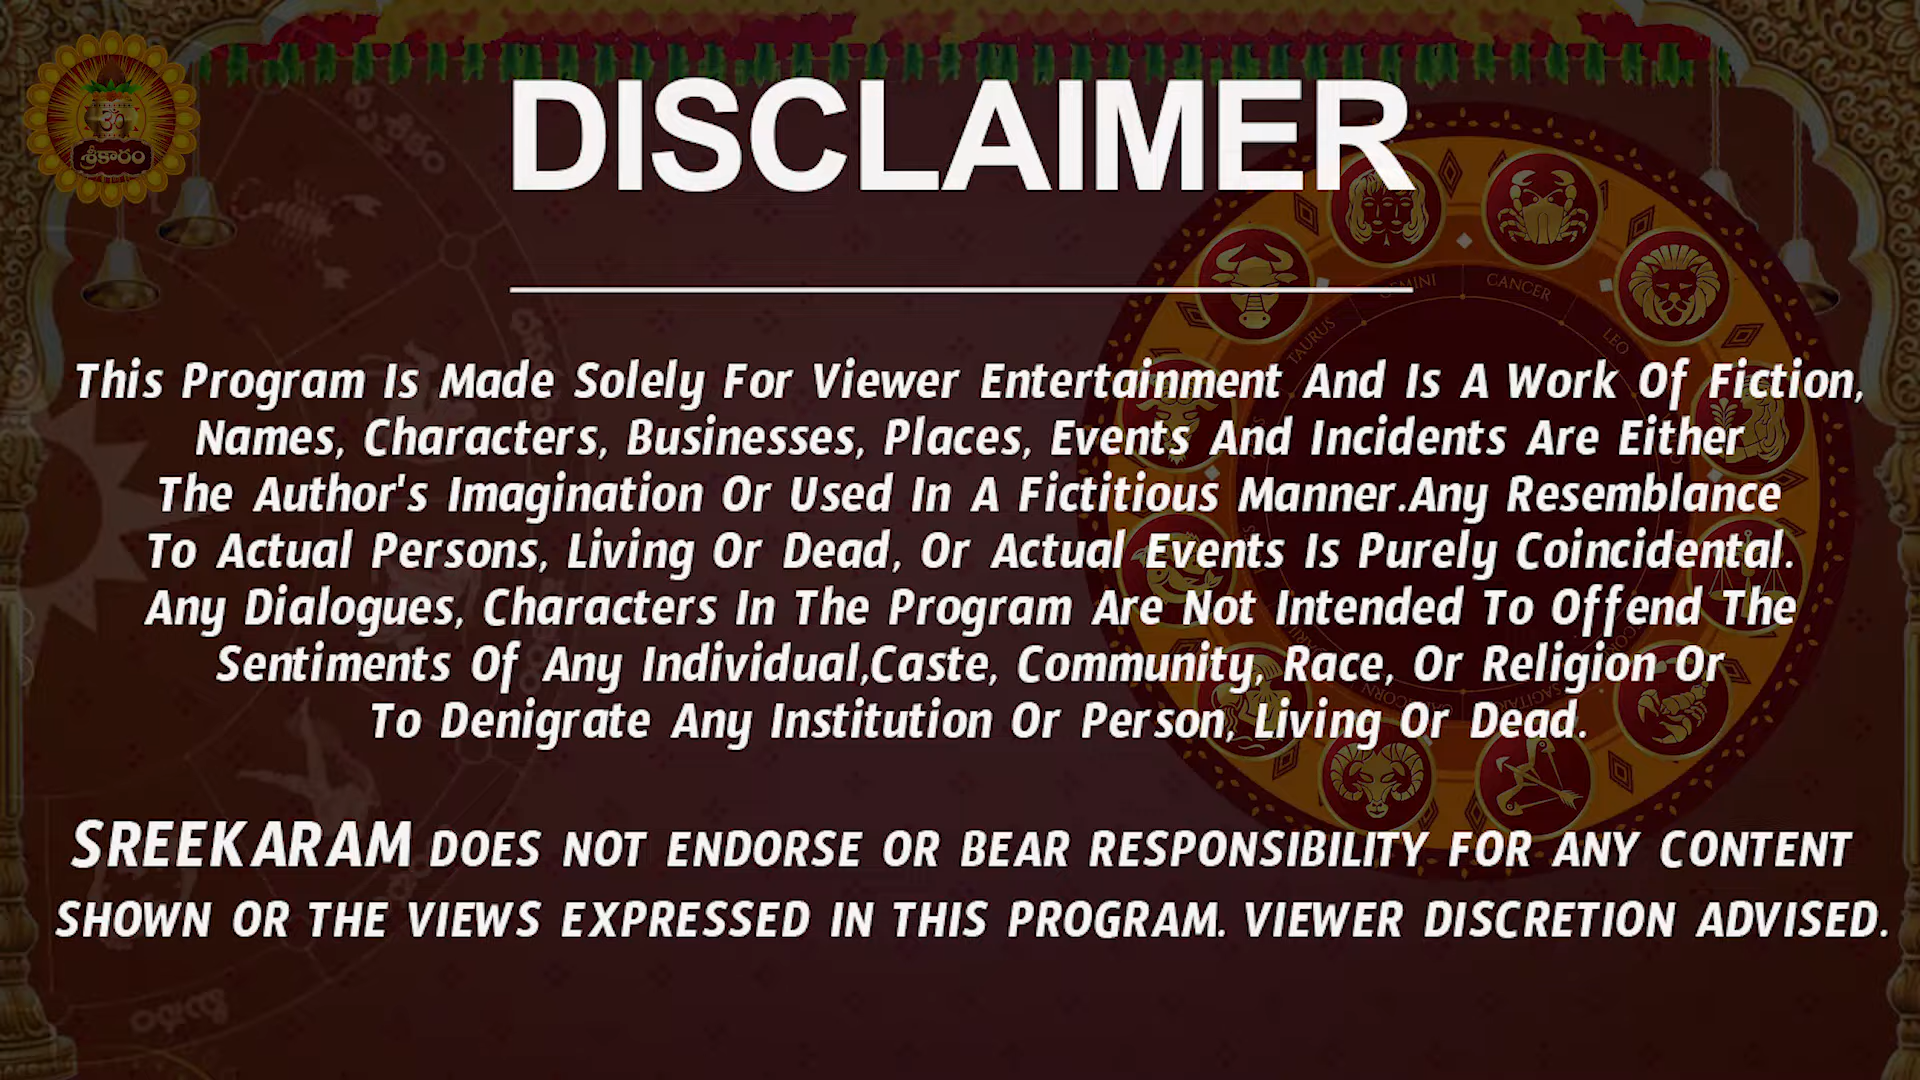 శ్రీకారం
DISCLAIMER
GEMINI
CANCER
TAURUS
LEO
This Program Is Made Solely For Viewer Entertainment And Is A Work Of Fiction,
Names, Characters, Businesses, Places, Events And Incidents Are Either
The Author's Imagination Or Used In A Fictitious Manner.Any Resemblance
To Actual Persons, Living Or Dead, Or Actual Events Is Purely Coincidental.
Any Dialogues, Characters In The Program Are Not Intended To Offend The
Sentiments Of Any Individual,Caste, Community, Race, Or Religion Or
To Denigrate Any Institution Or Person, Living Or Dead.
SREEKARAM DOES NOT ENDORSE OR BEAR RESPONSIBILITY FOR ANY CONTENT
SHOWN OR THE VIEWS EXPRESSED IN THIS PROGRAM. VIEWER DISCRETION ADVISED.